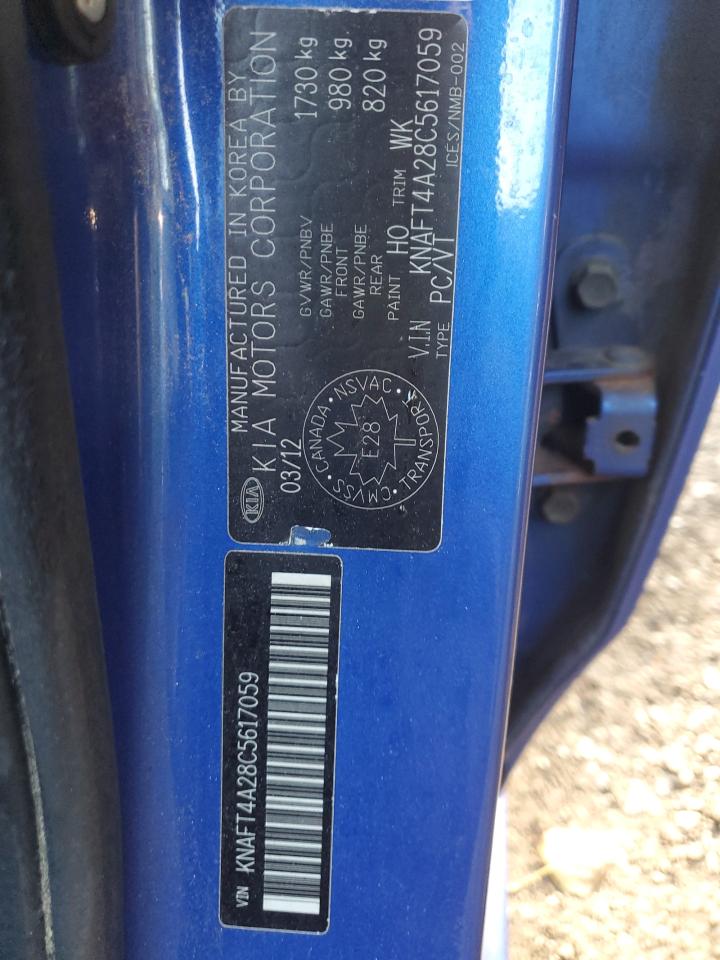 MANUFACTURED IN KOREA BY
KIA KIA MOTORS CORPORATION
03/12
GVWR/PNBV 1730 kg
GAWR/PNBE FRONT 980 kg
GAWR/PNBE REAR 820 kg
PAINT HO TRIM WK
V.I.N KNAFT4A28C5617059
TYPE PC/VT
ICES/NMB-002
CANADA · NSVAC · TRANSPORT · CMVSS ·
E28
VIN KNAFT4A28C5617059